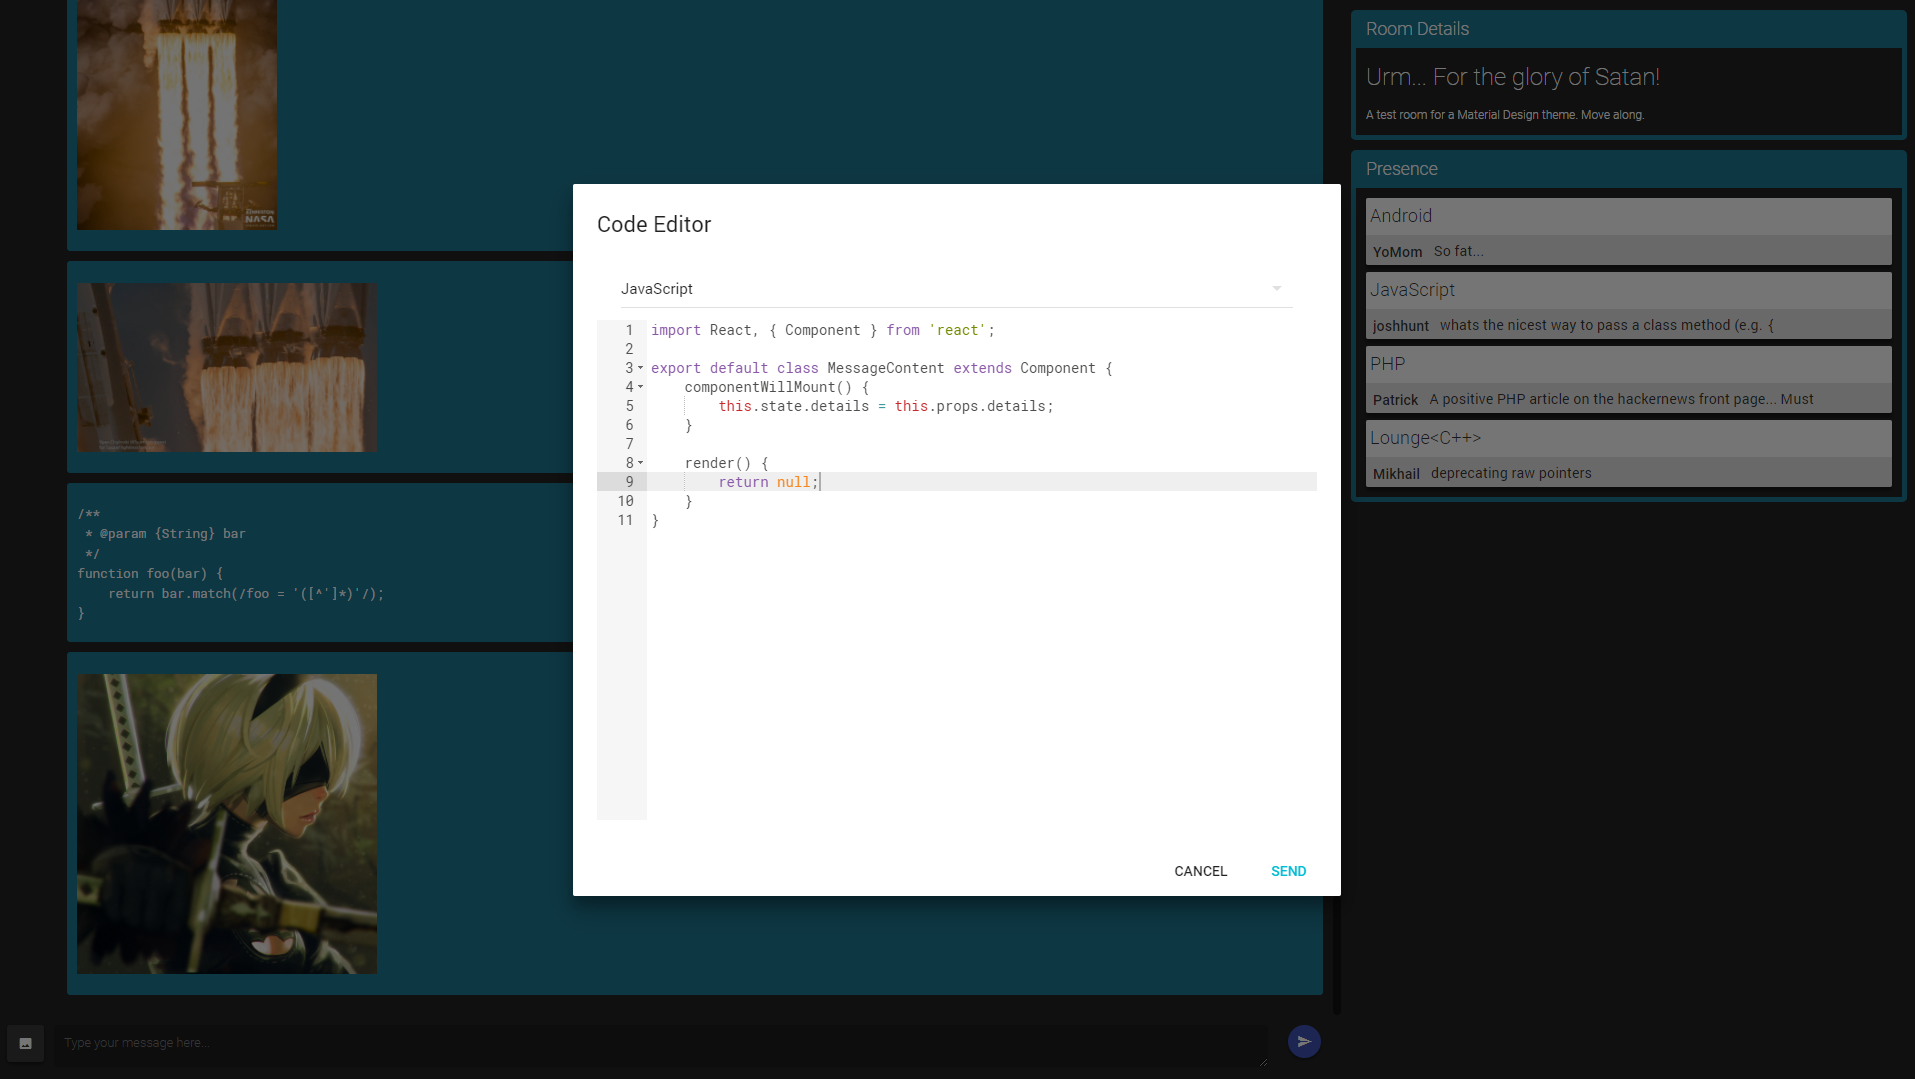 NASA
/**
 * @param {String} bar
 */
function foo(bar) {
    return bar.match(/foo = '([^']*)'/);
}
Type your message here...
Code Editor
JavaScript
1 import React, { Component } from 'react';
2
3 export default class MessageContent extends Component {
4     componentWillMount() {
5         this.state.details = this.props.details;
6     }
7
8     render() {
9         return null;
10     }
11 }
CANCEL SEND
Room Details
Urm... For the glory of Satan!
A test room for a Material Design theme. Move along.
Presence
Android
YoMom So fat...
JavaScript
joshhunt whats the nicest way to pass a class method (e.g. {
PHP
Patrick A positive PHP article on the hackernews front page... Must
Lounge<C++>
Mikhail deprecating raw pointers